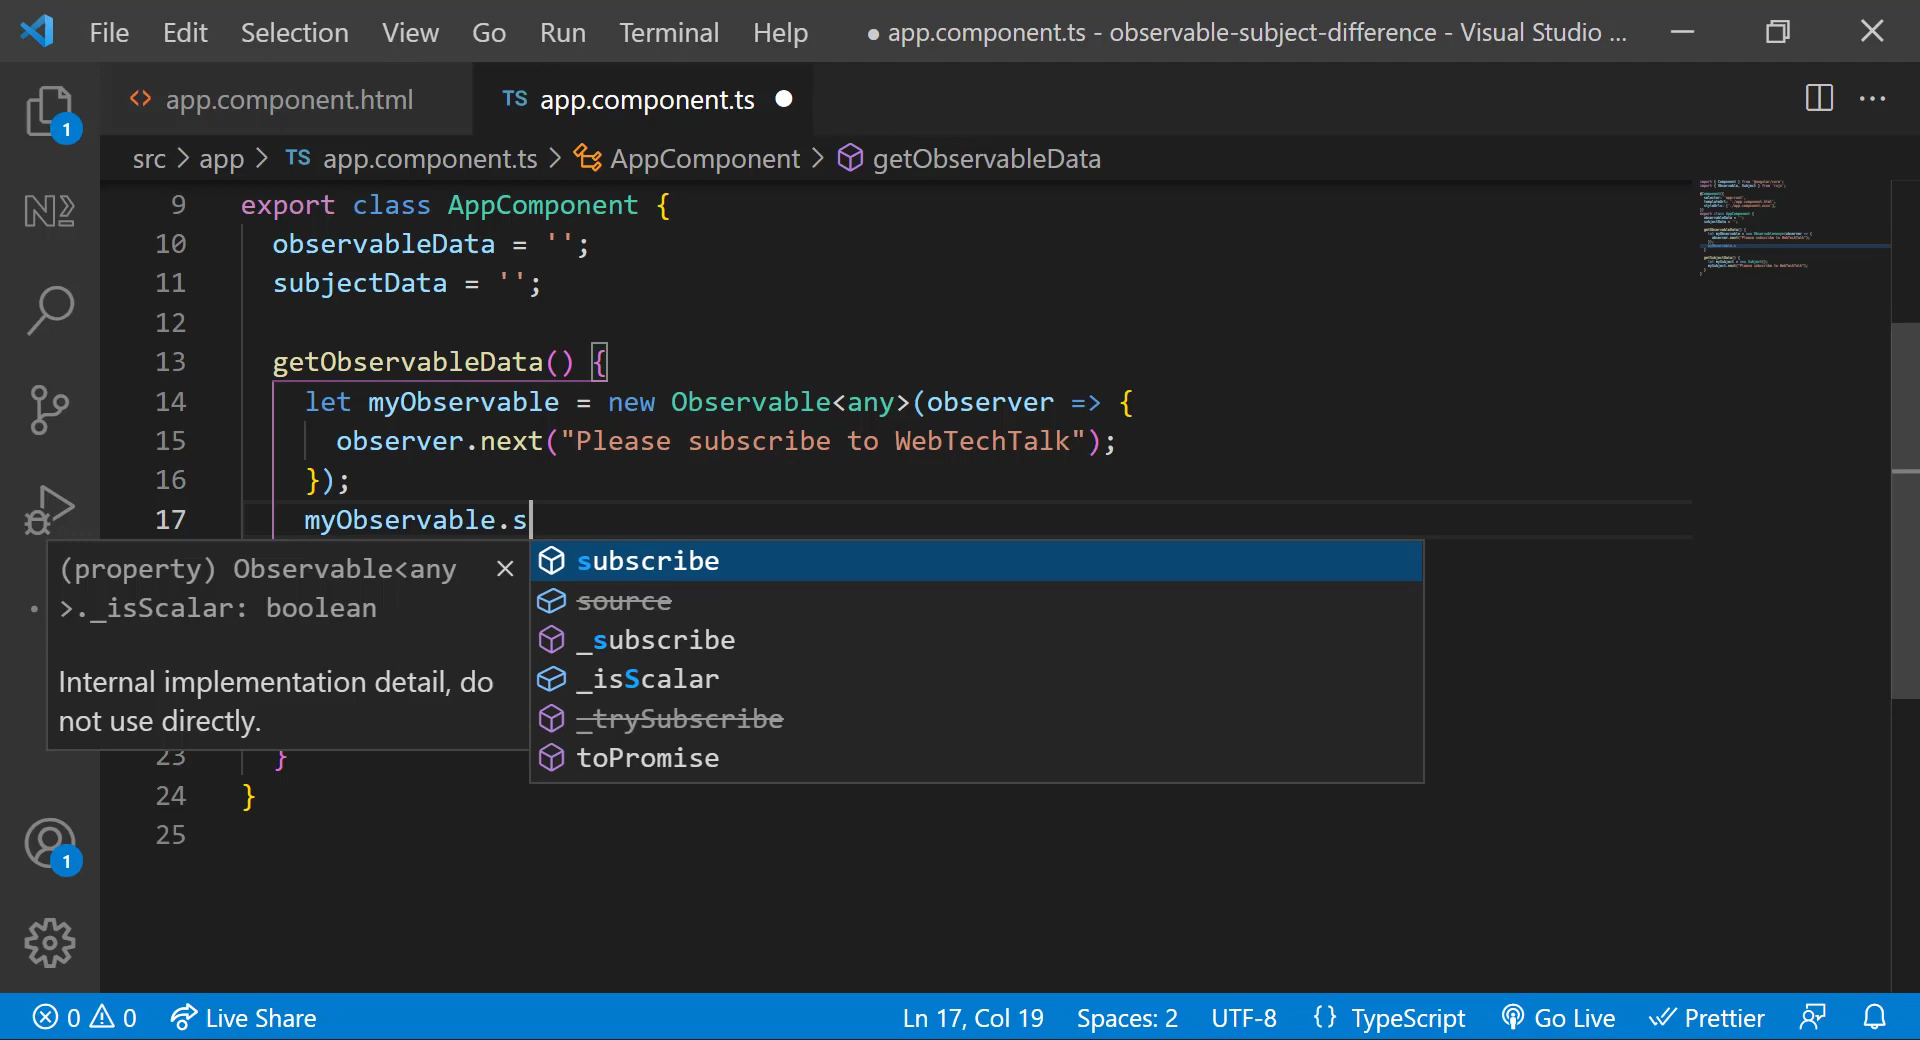 File Edit Selection View Go Run Terminal Help ● app.component.ts - observable-subject-difference - Visual Studio ...
app.component.html TS app.component.ts
1
src > app > TS app.component.ts > AppComponent > getObservableData
9 export class AppComponent {
10 observableData = '';
11 subjectData = '';
12
13 getObservableData() {
14 let myObservable = new Observable<any>(observer => {
15 observer.next("Please subscribe to WebTechTalk");
16 });
17 myObservable.s
(property) Observable<any
>._isScalar: boolean
Internal implementation detail, do
not use directly.
subscribe
source
_subscribe
_isScalar
_trySubscribe
toPromise
23 }
24 }
25
1
0 0 Live Share Ln 17, Col 19 Spaces: 2 UTF-8 {} TypeScript Go Live Prettier